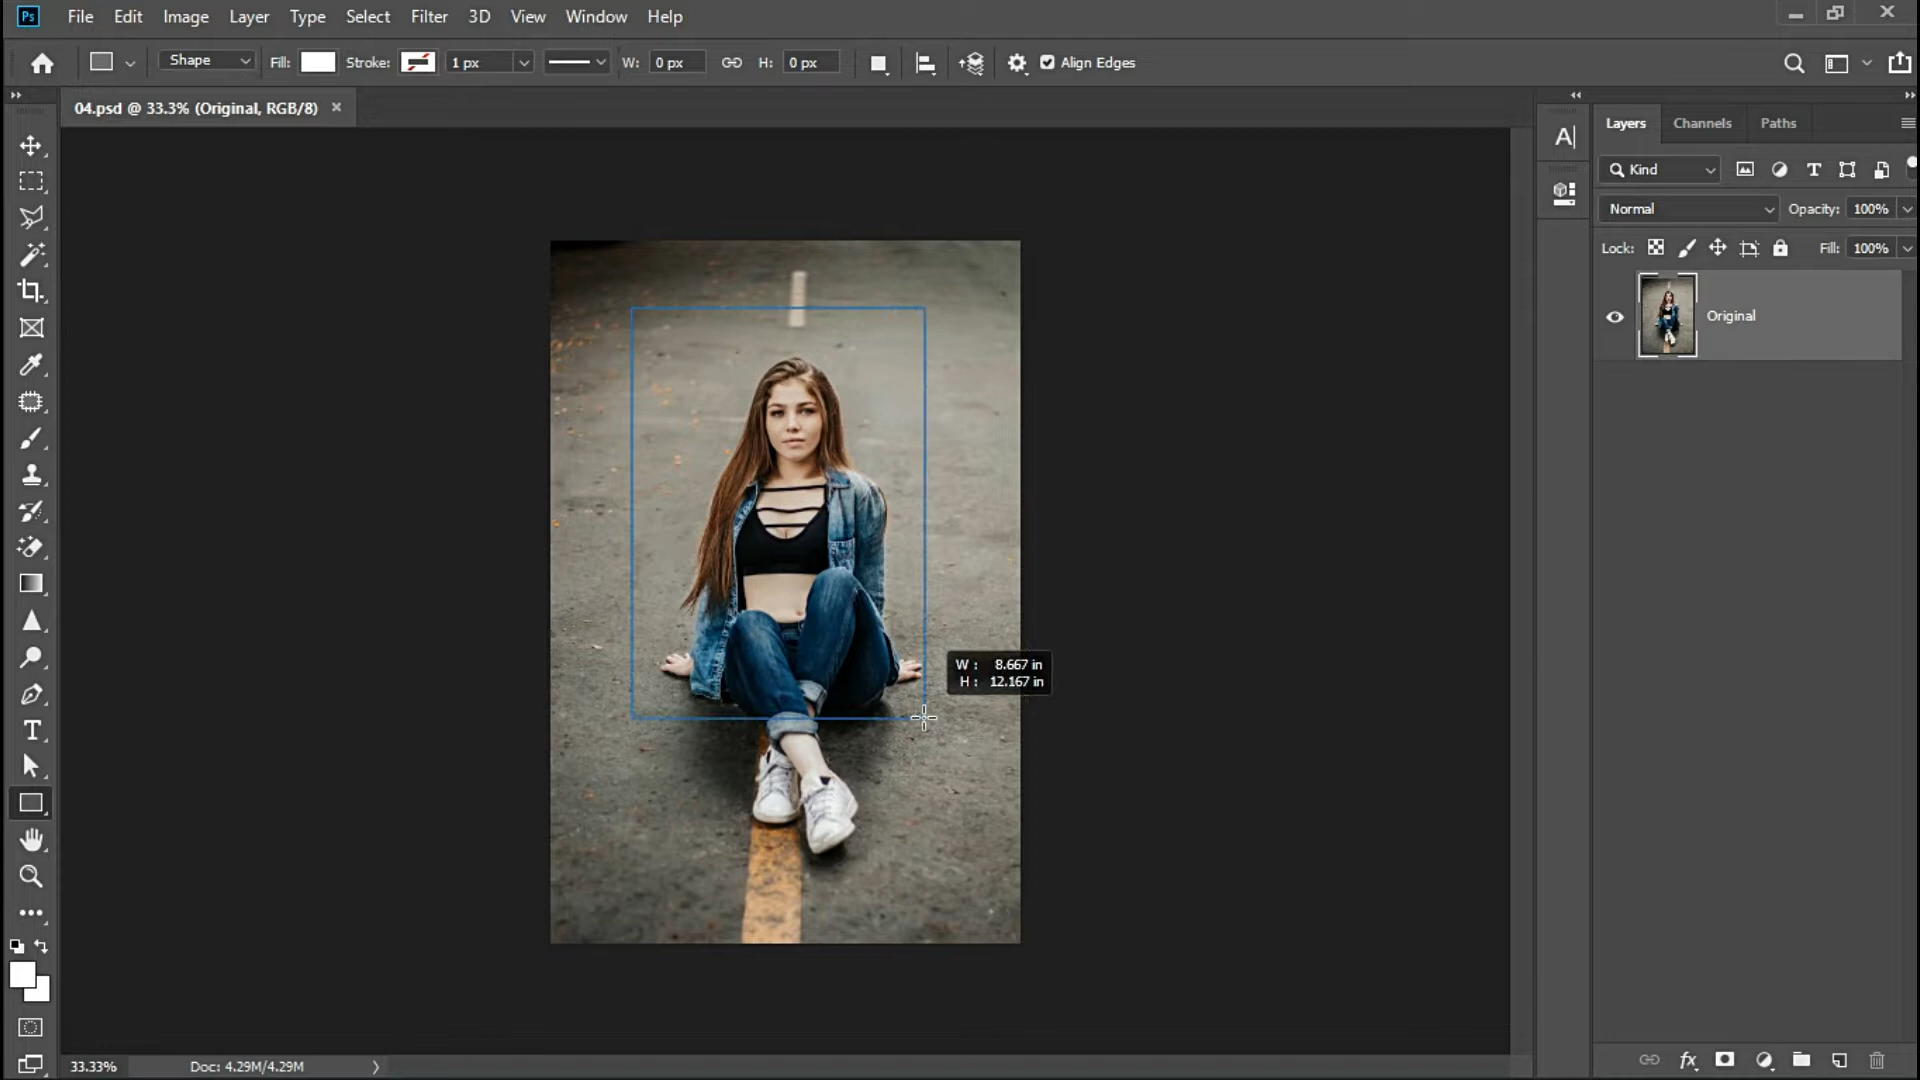 Ps File Edit Image Layer Type Select Filter 3D View Window Help
Shape Fill: Stroke: 1 px W: 0 px H: 0 px Align Edges
04.psd @ 33.3% (Original, RGB/8) ×
Layers Channels Paths
Kind
Normal Opacity: 100%
Lock: Fill: 100%
Original
W : 8.667 in
H : 12.167 in
33.33% Doc: 4.29M/4.29M